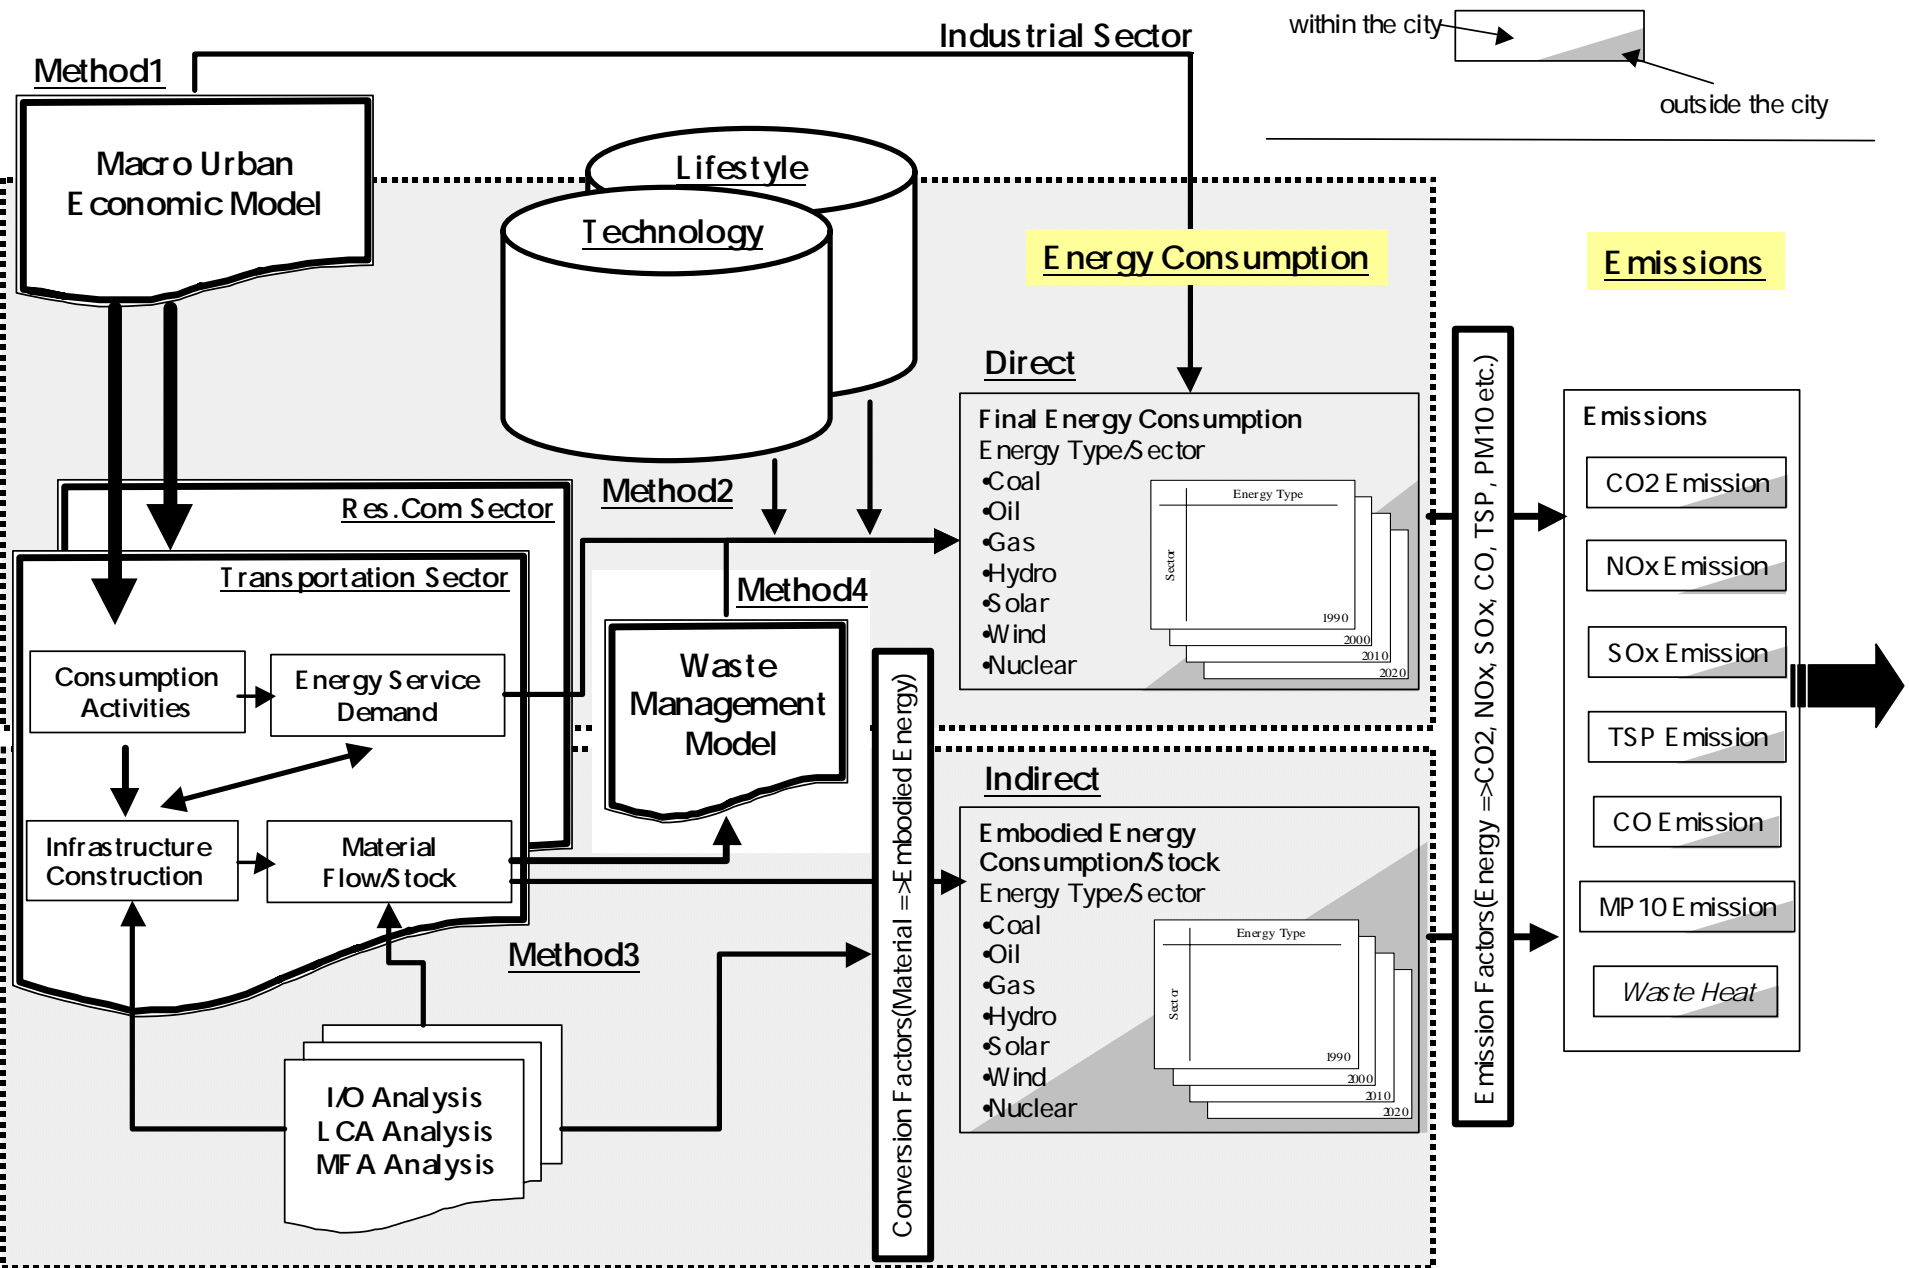 Industrial Sector
within the city
outside the city
Method1
Macro Urban
Economic Model
Lifestyle
Technology
Energy Consumption
Emissions
Direct
Final Energy Consumption
Energy Type/Sector
•Coal
•Oil
•Gas
•Hydro
•Solar
•Wind
•Nuclear
Energy Type
Sector
1990
2000
2010
2020
Method2
Res.Com Sector
Transportation Sector
Consumption
Activities
Energy Service
Demand
Infrastructure
Construction
Material
Flow/Stock
Method4
Waste
Management
Model
Method3
I/O Analysis
LCA Analysis
MFA Analysis
Conversion Factors(Material =>Embodied Energy)
Indirect
Embodied Energy
Consumption/Stock
Energy Type/Sector
•Coal
•Oil
•Gas
•Hydro
•Solar
•Wind
•Nuclear
Energy Type
Sector
1990
2000
2010
2020
Emission Factors(Energy =>CO2, NOx, SOx, CO, TSP, PM10 etc.)
Emissions
CO2 Emission
NOx Emission
SOx Emission
TSP Emission
CO Emission
MP10 Emission
Waste Heat